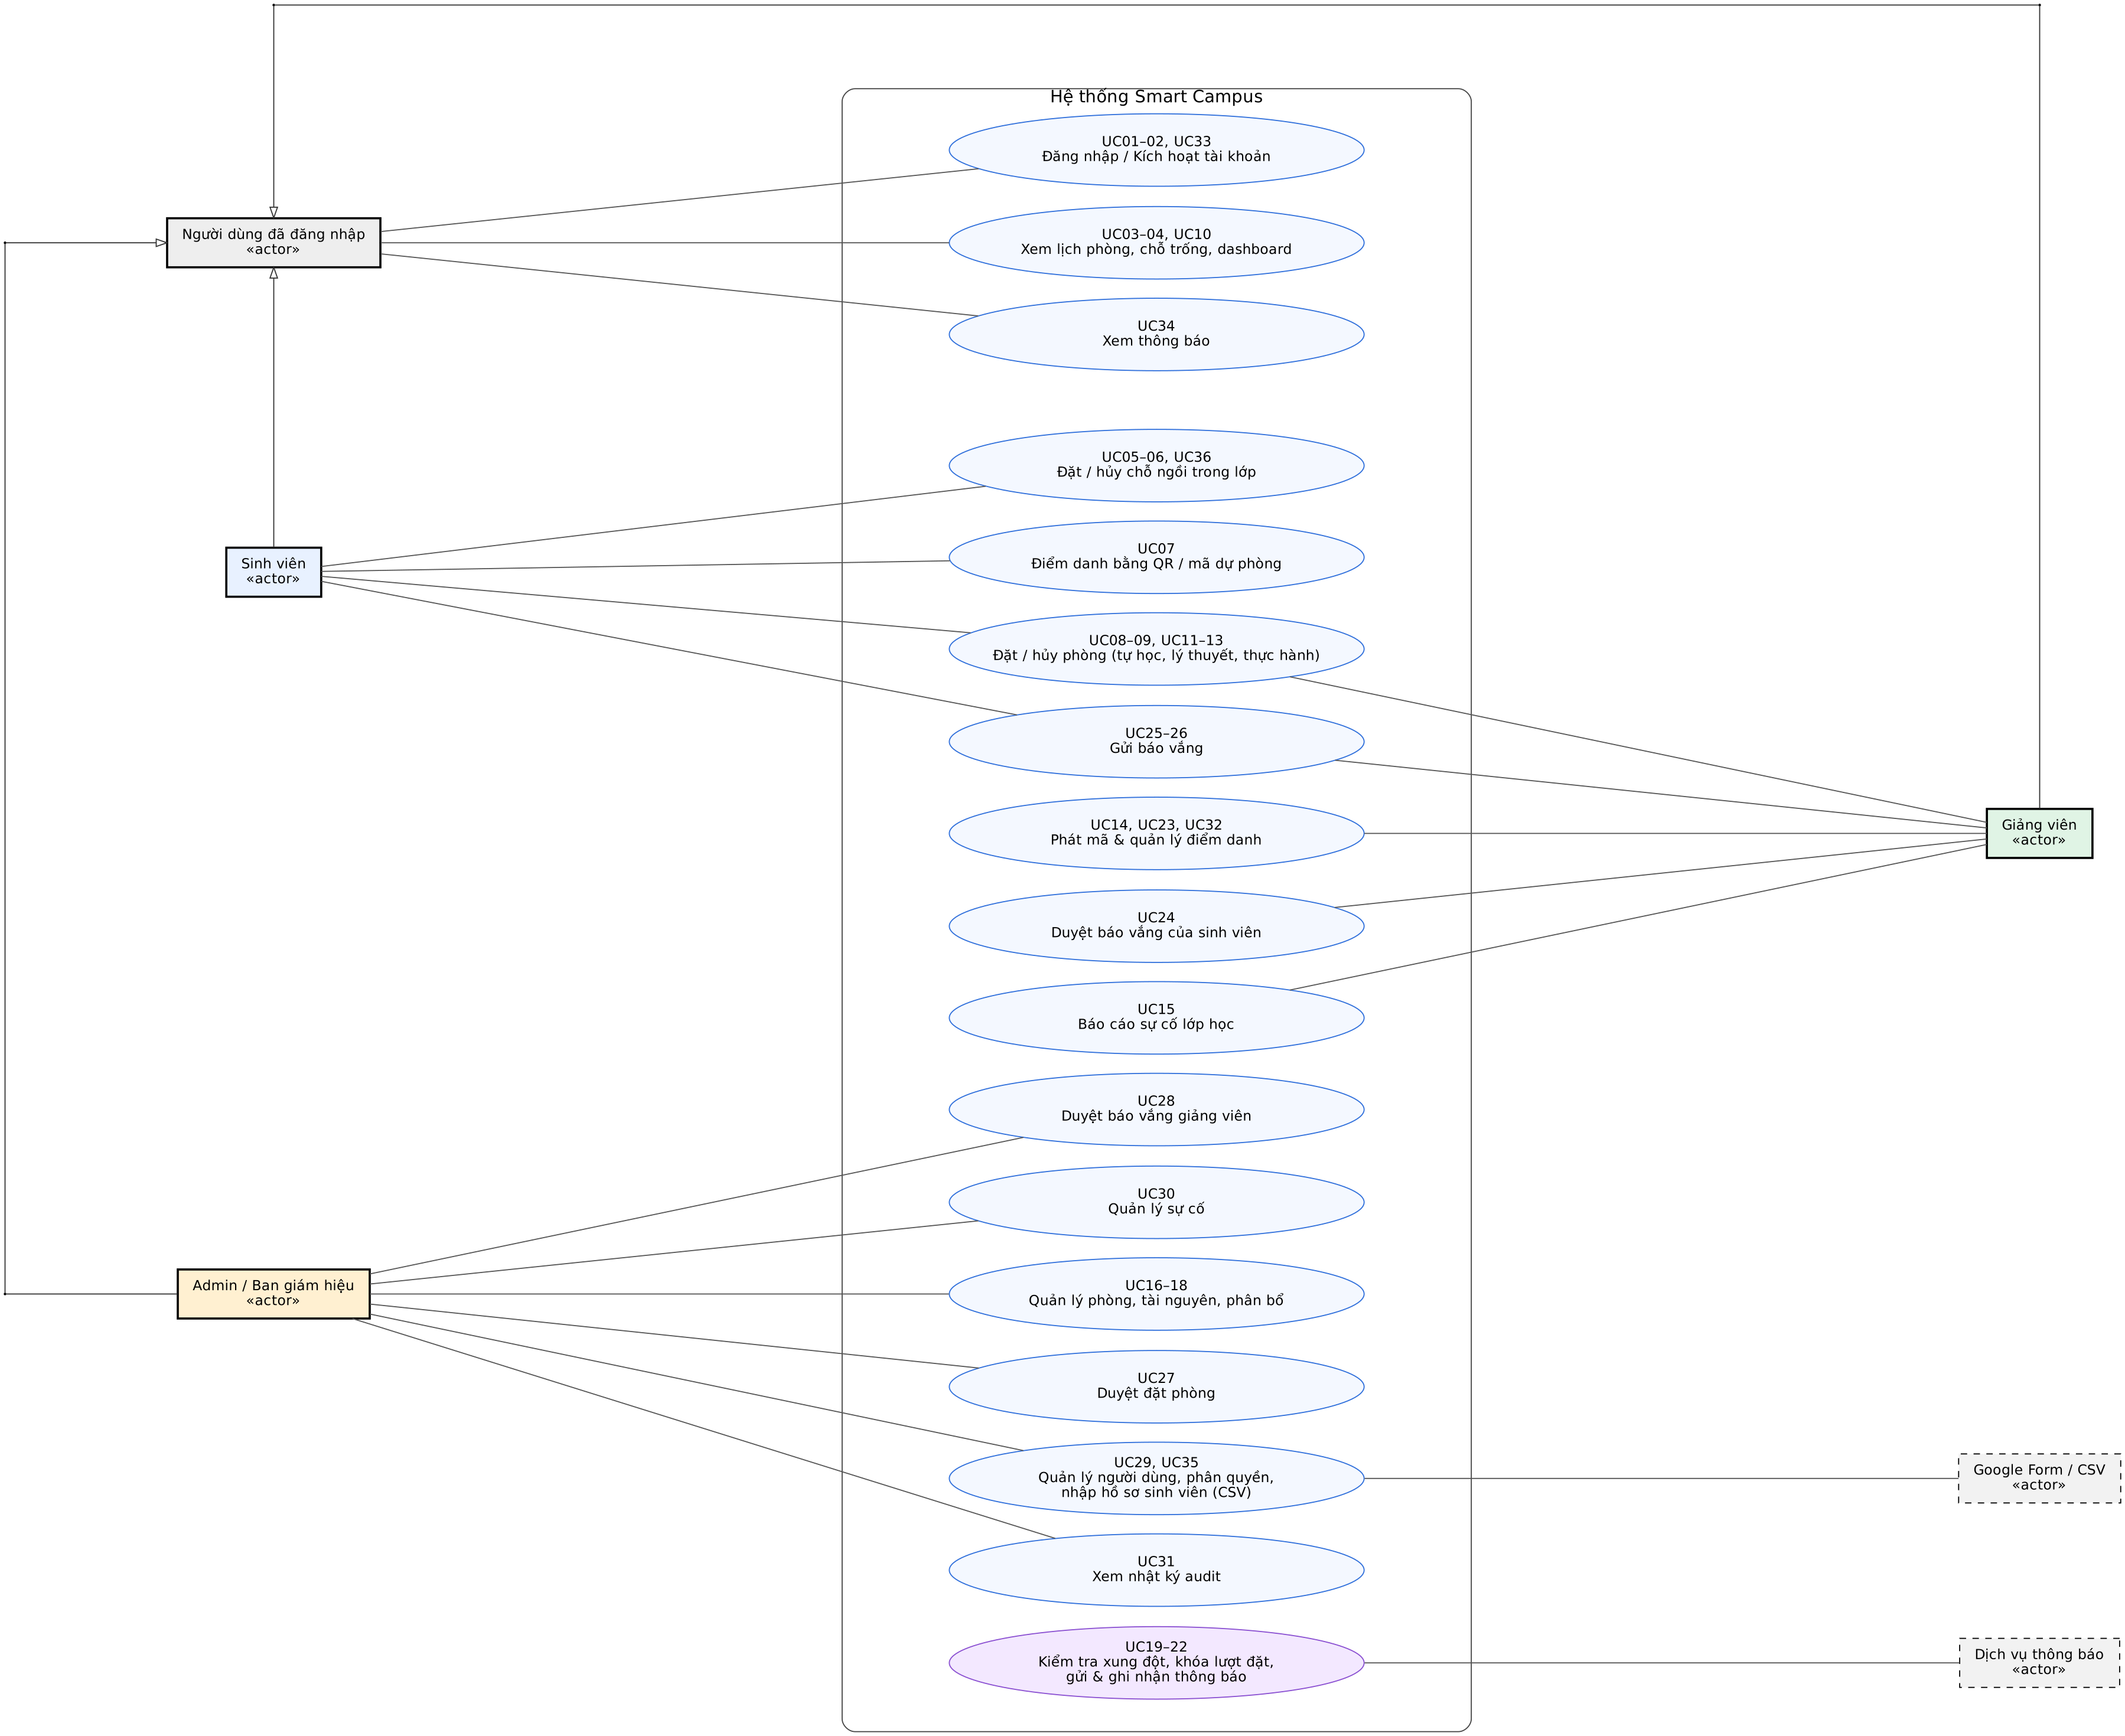 Hệ thống Smart Campus
UC01–02, UC33
Đăng nhập / Kích hoạt tài khoản
Người dùng đã đăng nhập
«actor»
UC03–04, UC10
Xem lịch phòng, chỗ trống, dashboard
UC34
Xem thông báo
UC05–06, UC36
Đặt / hủy chỗ ngồi trong lớp
Sinh viên
«actor»
UC07
Điểm danh bằng QR / mã dự phòng
UC08–09, UC11–13
Đặt / hủy phòng (tự học, lý thuyết, thực hành)
UC25–26
Gửi báo vắng
UC14, UC23, UC32
Phát mã & quản lý điểm danh
Giảng viên
«actor»
UC24
Duyệt báo vắng của sinh viên
UC15
Báo cáo sự cố lớp học
UC28
Duyệt báo vắng giảng viên
UC30
Quản lý sự cố
Admin / Ban giám hiệu
«actor»
UC16–18
Quản lý phòng, tài nguyên, phân bổ
UC27
Duyệt đặt phòng
UC29, UC35
Quản lý người dùng, phân quyền,
nhập hồ sơ sinh viên (CSV)
Google Form / CSV
«actor»
UC31
Xem nhật ký audit
UC19–22
Kiểm tra xung đột, khóa lượt đặt,
gửi & ghi nhận thông báo
Dịch vụ thông báo
«actor»